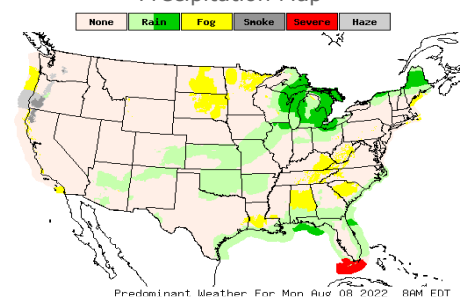 Precipitation Map
None Rain Fog Smoke Severe Haze
Predominant Weather For Mon Aug 08 2022 8AM EDT